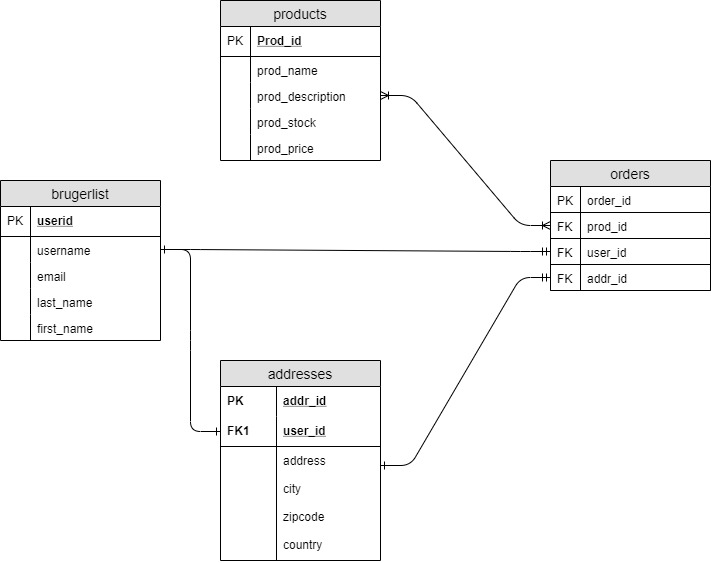 products
PK Prod_id
prod_name
prod_description
prod_stock
prod_price
brugerlist
PK userid
username
email
last_name
first_name
orders
PK order_id
FK prod_id
FK user_id
FK addr_id
addresses
PK addr_id
FK1 user_id
address
city
zipcode
country